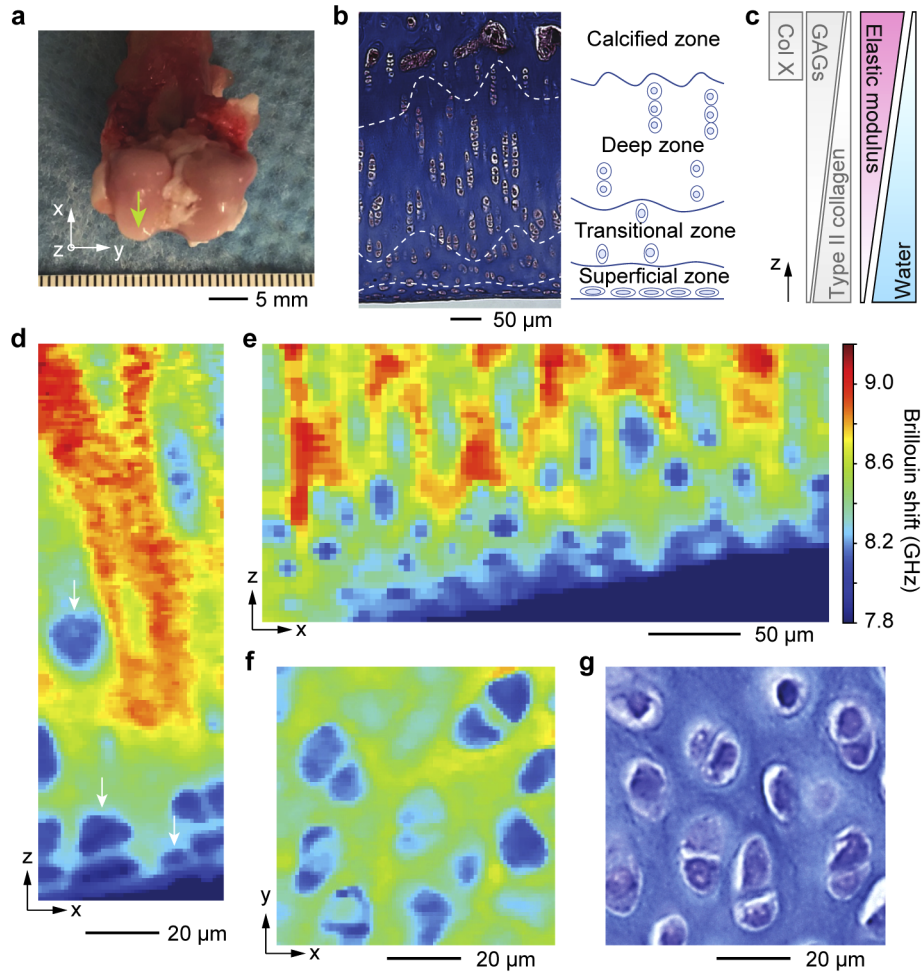 a
x
z
y
5 mm
b
50 μm
Calcified zone
Deep zone
Transitional zone
Superficial zone
c
Col X
GAGs
Type II collagen
Elastic modulus
Water
z
d
z
x
20 μm
e
z
x
50 μm
9.0
8.6
8.2
7.8
Brillouin shift (GHz)
f
y
x
20 μm
g
20 μm